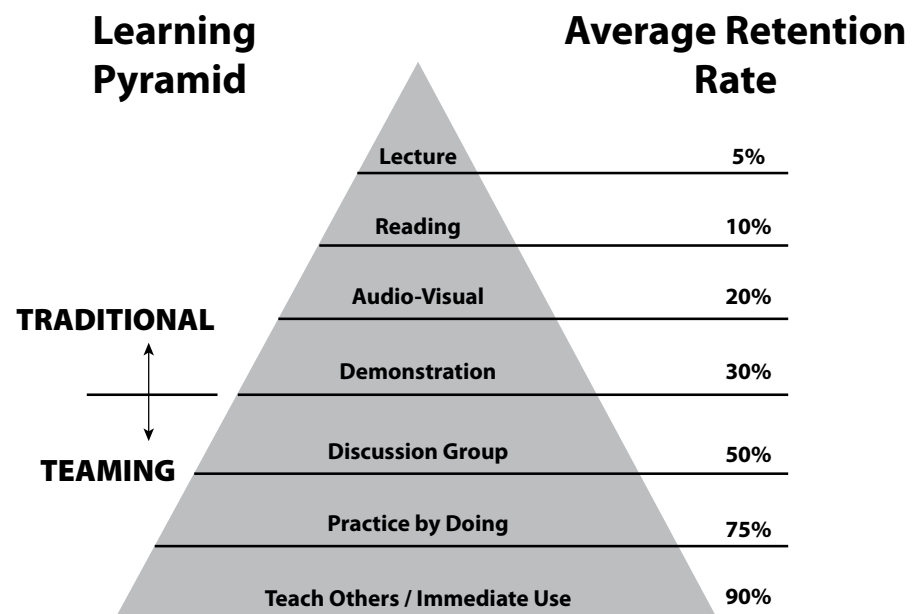 Learning
Pyramid
Average Retention
Rate
Lecture 5%
Reading 10%
Audio-Visual 20%
TRADITIONAL
Demonstration 30%
Discussion Group 50%
TEAMING
Practice by Doing 75%
Teach Others / Immediate Use 90%